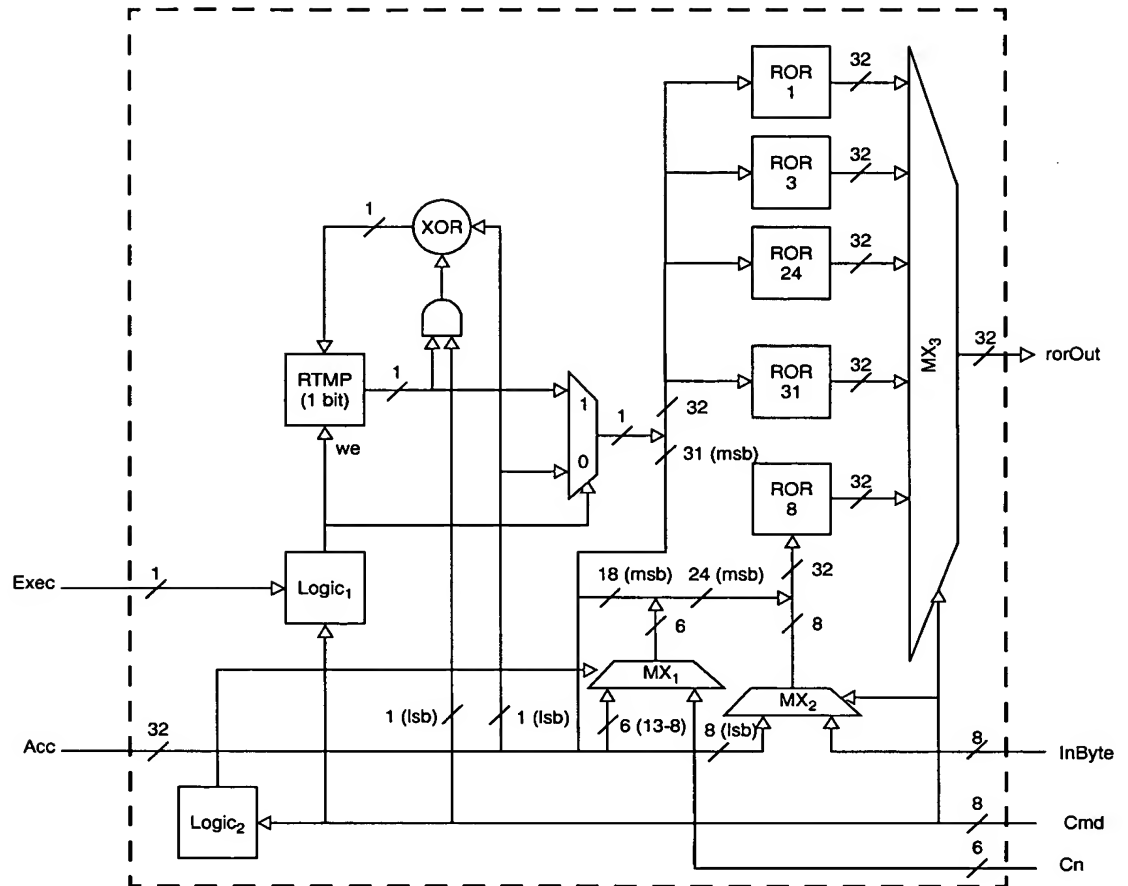 ROR
1
32
ROR
3
32
ROR
24
32
ROR
31
32
ROR
8
32
MX3
32
rorOut
1
XOR
RTMP
(1 bit)
1
we
1
0
1
32
31 (msb)
Exec
1
Logic1
18 (msb)
24 (msb)
32
6
8
MX1
MX2
1 (lsb)
1 (lsb)
6 (13-8)
8 (lsb)
Acc
32
8
InByte
Logic2
8
Cmd
6
Cn